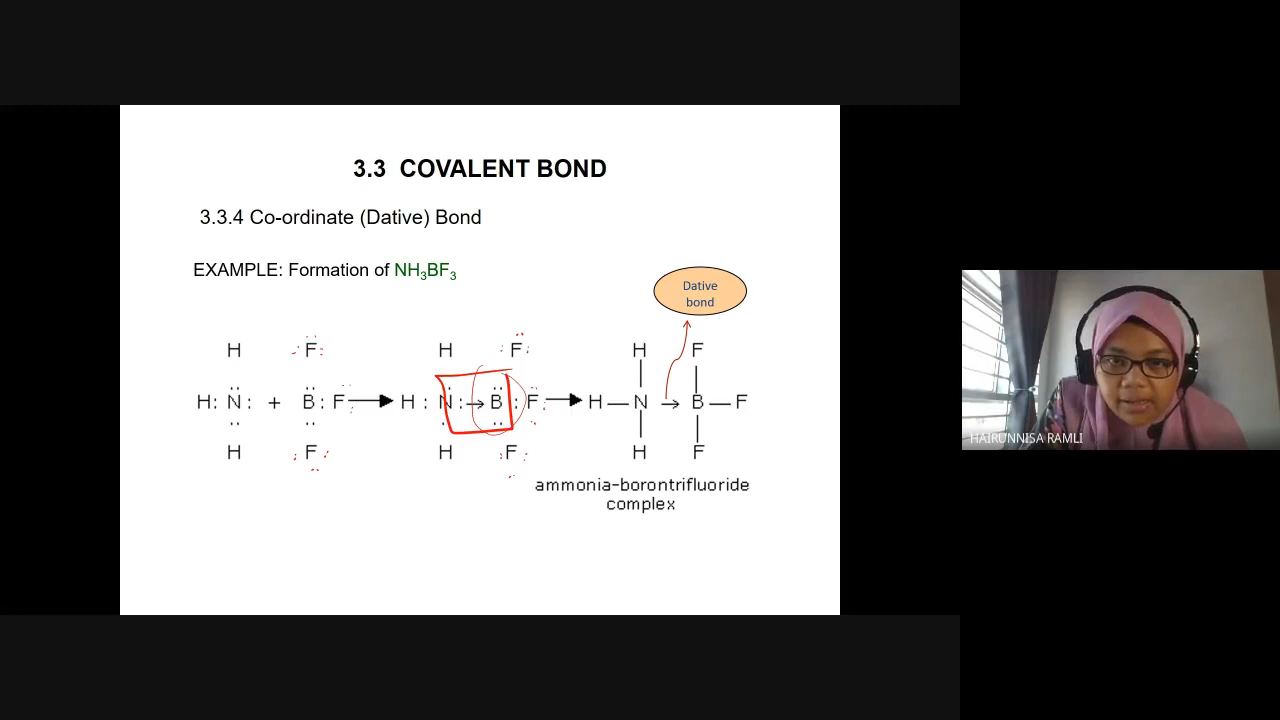 3.3 COVALENT BOND
3.3.4 Co-ordinate (Dative) Bond
EXAMPLE: Formation of NH₃BF₃
Dative
bond
H F H F H F
H: N: + B: F → H : N: → B : F → H — N → B — F
H F H F H F
ammonia-borontrifluoride
complex
HAIRUNNISA RAMLI